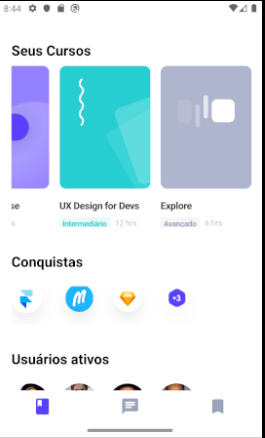 8:44
Seus Cursos
se UX Design for Devs Explore
s Intermediário 12 hrs Avançado 6 hrs
Conquistas
+3
Usuários ativos